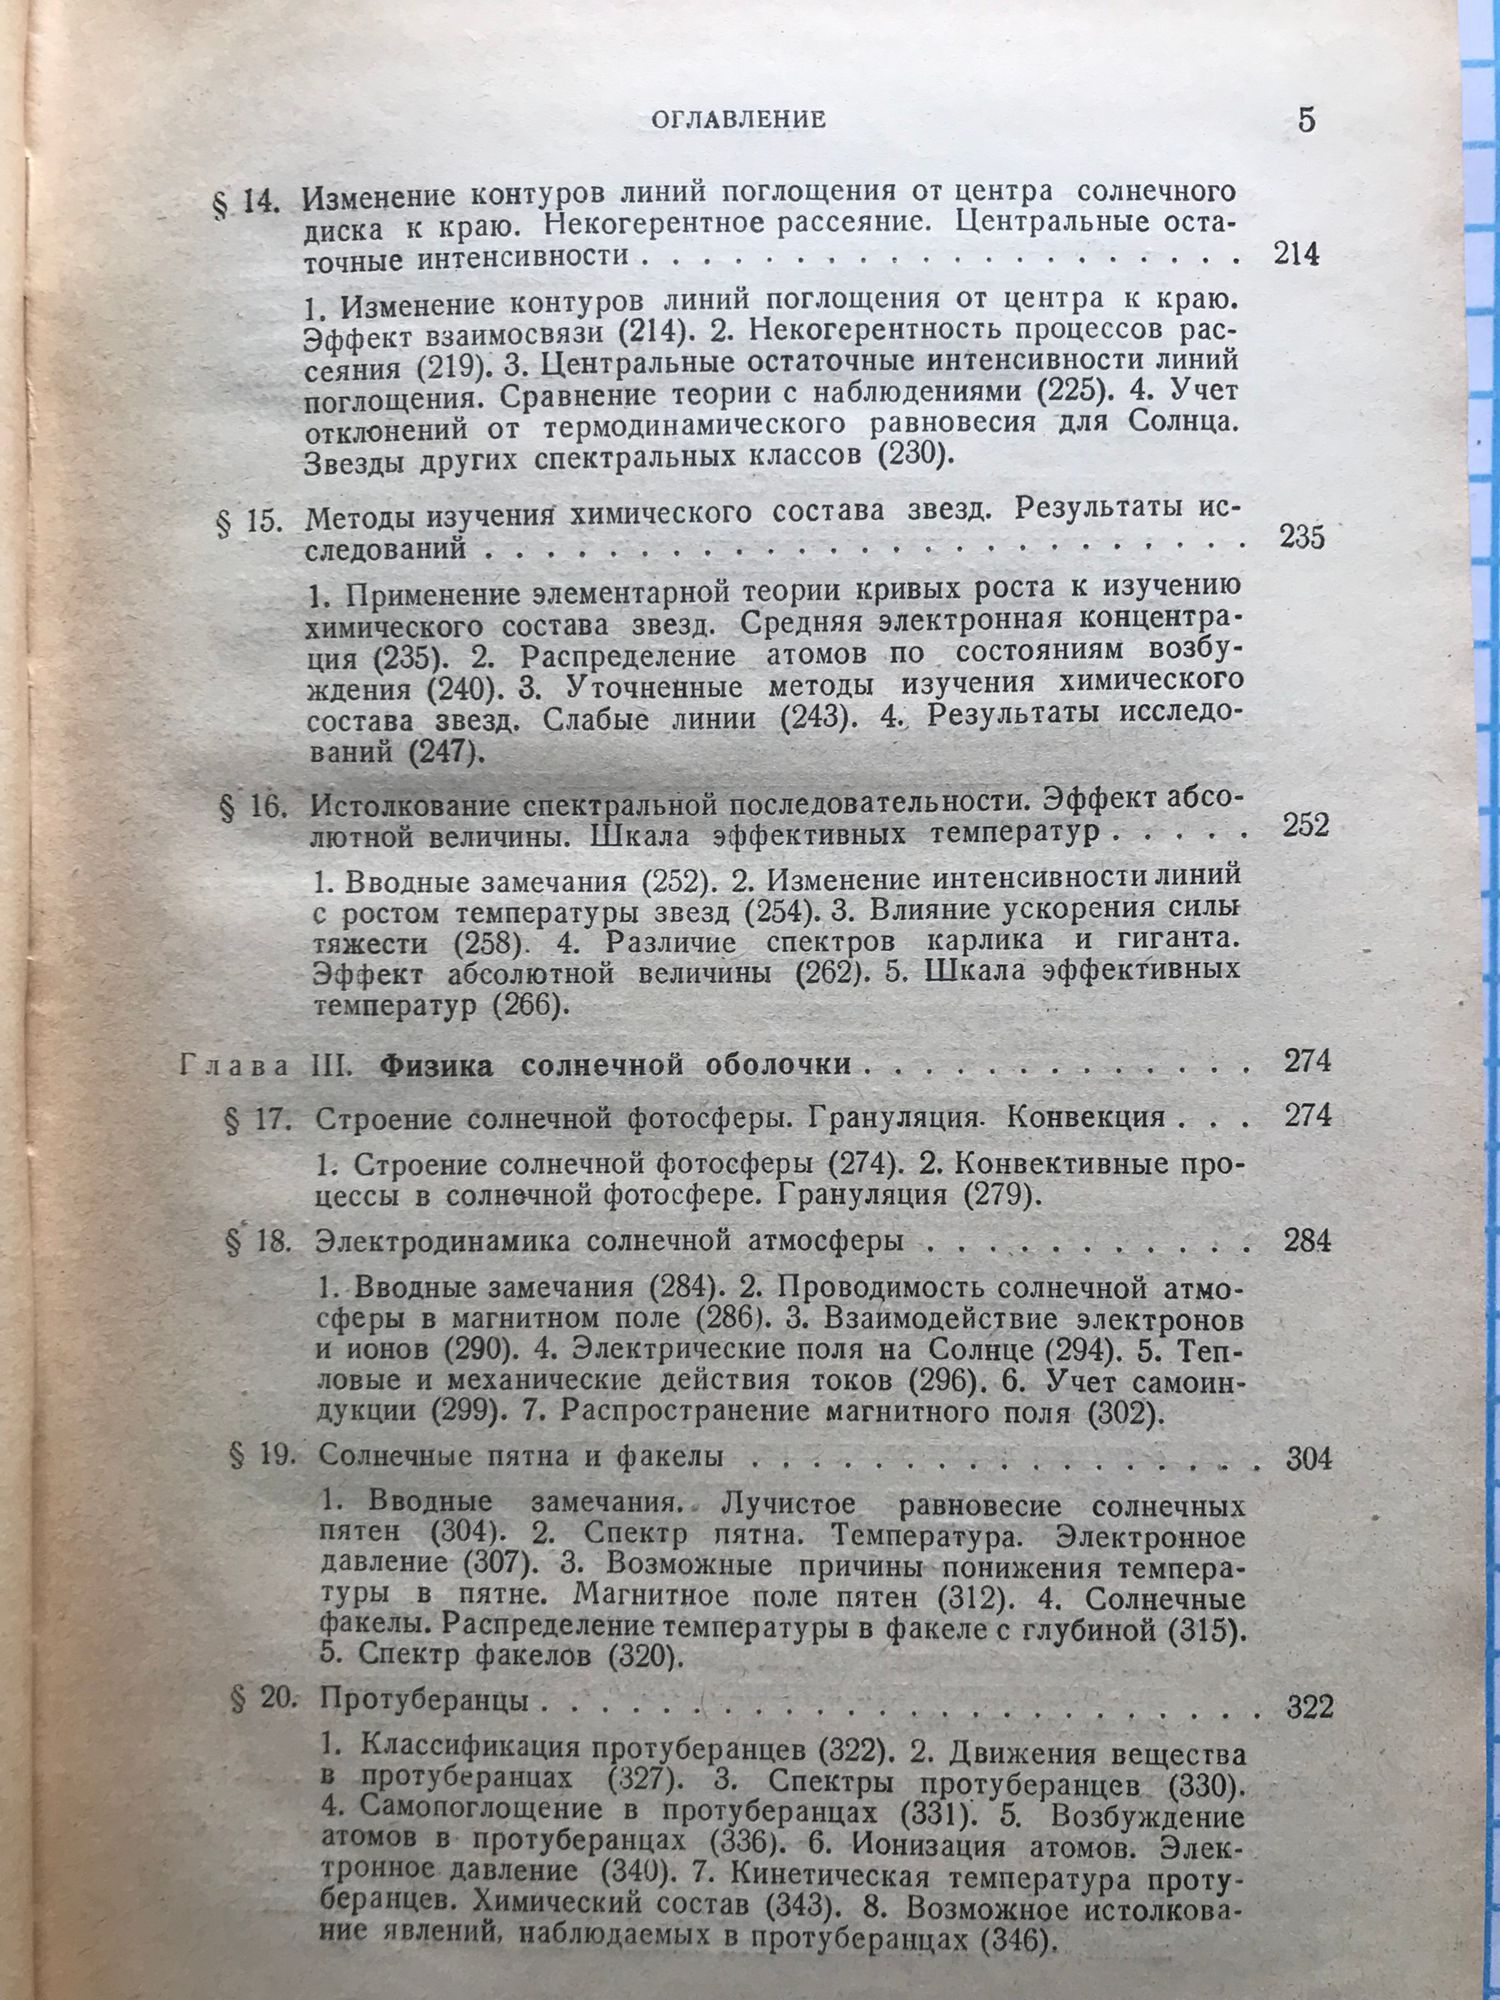 ОГЛАВЛЕНИЕ 5
§ 14. Изменение контуров линий поглощения от центра солнечного
диска к краю. Некогерентное рассеяние. Центральные оста-
точные интенсивности . . . . . . . . . . . . . . . . . . . . 214
1. Изменение контуров линий поглощения от центра к краю.
Эффект взаимосвязи (214). 2. Некогерентность процессов рас-
сеяния (219). 3. Центральные остаточные интенсивности линий
поглощения. Сравнение теории с наблюдениями (225). 4. Учет
отклонений от термодинамического равновесия для Солнца.
Звезды других спектральных классов (230).
§ 15. Методы изучения химического состава звезд. Результаты ис-
следований . . . . . . . . . . . . . . . . . . . . . . . . . 235
1. Применение элементарной теории кривых роста к изучению
химического состава звезд. Средняя электронная концентра-
ция (235). 2. Распределение атомов по состояниям возбу-
ждения (240). 3. Уточненные методы изучения химического
состава звезд. Слабые линии (243). 4. Результаты исследо-
ваний (247).
§ 16. Истолкование спектральной последовательности. Эффект абсо-
лютной величины. Шкала эффективных температур . . . . . 252
1. Вводные замечания (252). 2. Изменение интенсивности линий
с ростом температуры звезд (254). 3. Влияние ускорения силы
тяжести (258). 4. Различие спектров карлика и гиганта.
Эффект абсолютной величины (262). 5. Шкала эффективных
температур (266).
Глава III. Физика солнечной оболочки . . . . . . . . . . . . . 274
§ 17. Строение солнечной фотосферы. Грануляция. Конвекция . . . 274
1. Строение солнечной фотосферы (274). 2. Конвективные про-
цессы в солнечной фотосфере. Грануляция (279).
§ 18. Электродинамика солнечной атмосферы . . . . . . . . . . . 284
1. Вводные замечания (284). 2. Проводимость солнечной атмо-
сферы в магнитном поле (286). 3. Взаимодействие электронов
и ионов (290). 4. Электрические поля на Солнце (294). 5. Теп-
ловые и механические действия токов (296). 6. Учет самоин-
дукции (299). 7. Распространение магнитного поля (302).
§ 19. Солнечные пятна и факелы . . . . . . . . . . . . . . . . . 304
1. Вводные замечания. Лучистое равновесие солнечных
пятен (304). 2. Спектр пятна. Температура. Электронное
давление (307). 3. Возможные причины понижения темпера-
туры в пятне. Магнитное поле пятен (312). 4. Солнечные
факелы. Распределение температуры в факеле с глубиной (315).
5. Спектр факелов (320).
§ 20. Протуберанцы . . . . . . . . . . . . . . . . . . . . . . . . 322
1. Классификация протуберанцев (322). 2. Движения вещества
в протуберанцах (327). 3. Спектры протуберанцев (330).
4. Самопоглощение в протуберанцах (331). 5. Возбуждение
атомов в протуберанцах (336). 6. Ионизация атомов. Элек-
тронное давление (340). 7. Кинетическая температура проту-
беранцев. Химический состав (343). 8. Возможное истолкова-
ние явлений, наблюдаемых в протуберанцах (346).